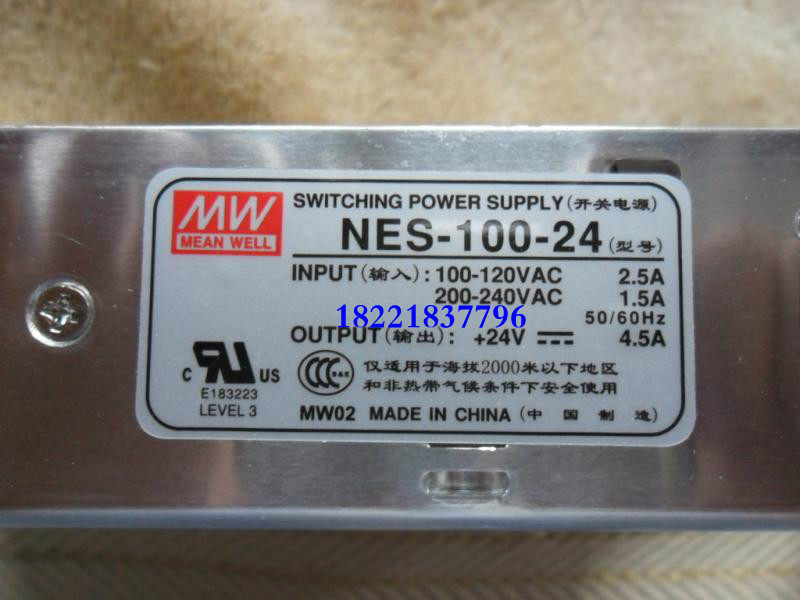 MW
MEAN WELL
SWITCHING POWER SUPPLY (开关电源)
NES-100-24 (型号)
INPUT (输入): 100-120VAC 2.5A
200-240VAC 1.5A
50/60Hz
18221837796
OUTPUT (输出): +24V 4.5A
c UR US
E183223
LEVEL 3
CCC S&E
仅适用于海拔2000米以下地区
和非热带气候条件下安全使用
MW02 MADE IN CHINA (中国制造)